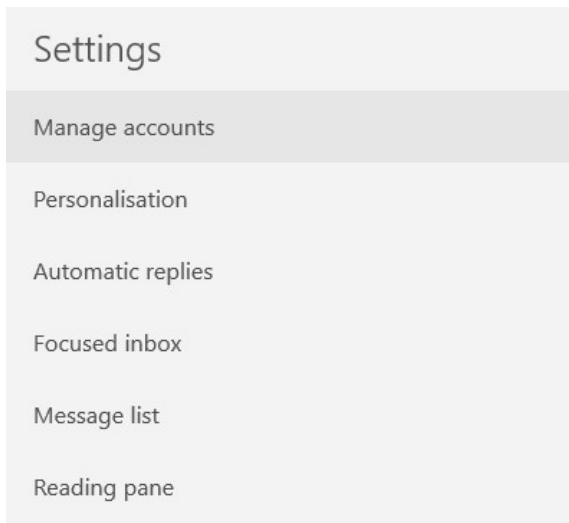 Settings
Manage accounts
Personalisation
Automatic replies
Focused inbox
Message list
Reading pane